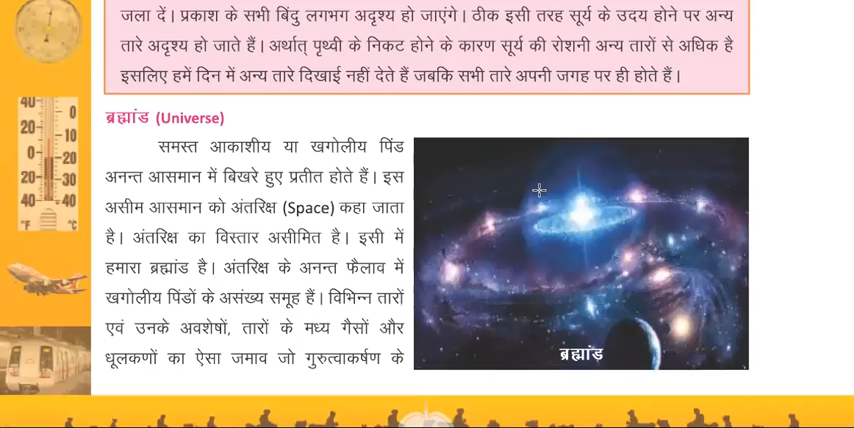 जला दें। प्रकाश के सभी बिंदु लगभग अदृश्य हो जाएंगे। ठीक इसी तरह सूर्य के उदय होने पर अन्य
तारे अदृश्य हो जाते हैं। अर्थात् पृथ्वी के निकट होने के कारण सूर्य की रोशनी अन्य तारों से अधिक है
इसलिए हमें दिन में अन्य तारे दिखाई नहीं देते हैं जबकि सभी तारे अपनी जगह पर ही होते हैं।
ब्रह्मांड (Universe)
समस्त आकाशीय या खगोलीय पिंड
अनन्त आसमान में बिखरे हुए प्रतीत होते हैं। इस
असीम आसमान को अंतरिक्ष (Space) कहा जाता
है। अंतरिक्ष का विस्तार असीमित है। इसी में
हमारा ब्रह्मांड है। अंतरिक्ष के अनन्त फैलाव में
खगोलीय पिंडों के असंख्य समूह हैं। विभिन्न तारों
एवं उनके अवशेषों, तारों के मध्य गैसों और
धूलकणों का ऐसा जमाव जो गुरुत्वाकर्षण के
ब्रह्मांड
40 0
20 10
0 20
20 30
40 40
°F °C